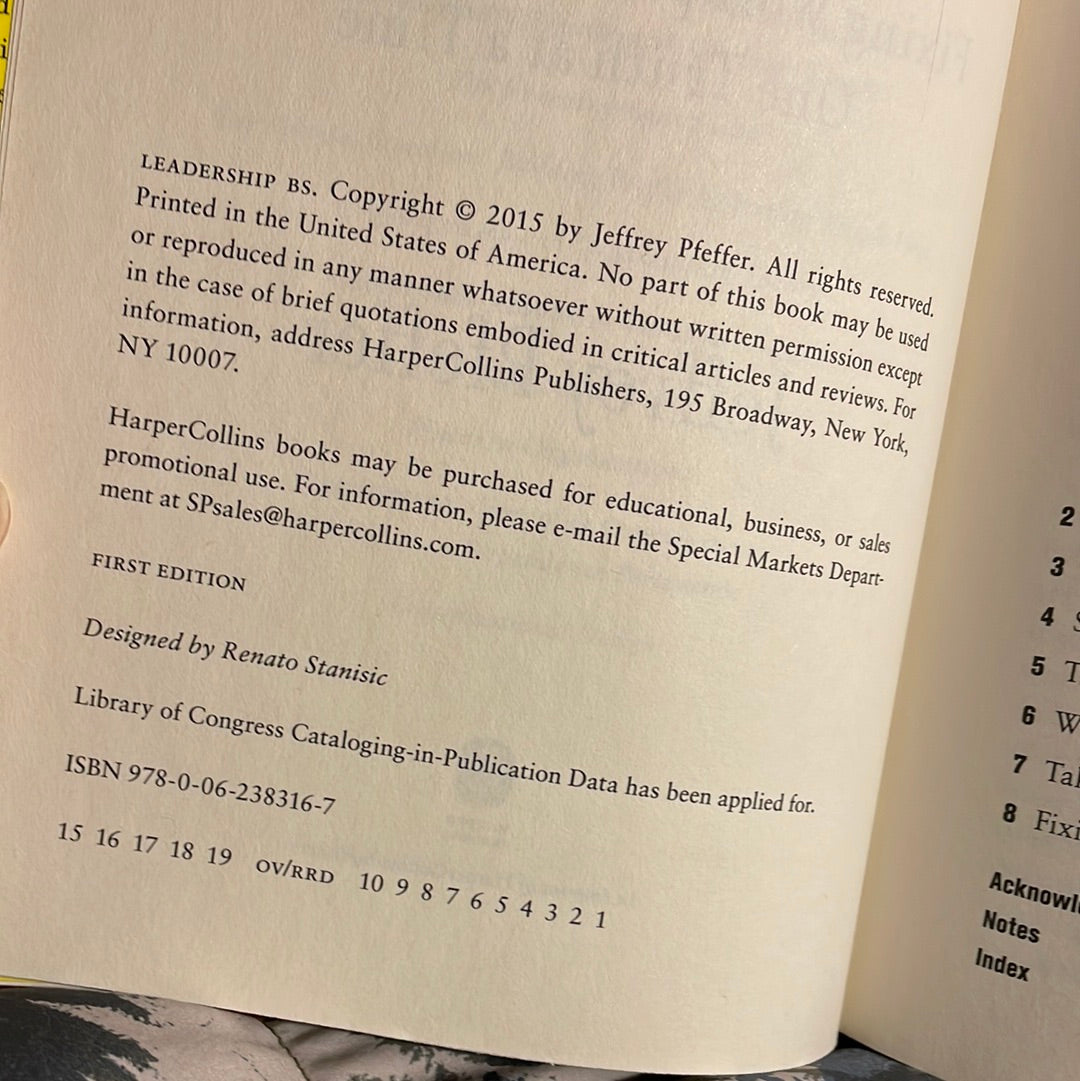 LEADERSHIP BS. Copyright © 2015 by Jeffrey Pfeffer. All rights reserved.
Printed in the United States of America. No part of this book may be used
or reproduced in any manner whatsoever without written permission except
in the case of brief quotations embodied in critical articles and reviews. For
information, address HarperCollins Publishers, 195 Broadway, New York,
NY 10007.
HarperCollins books may be purchased for educational, business, or sales
promotional use. For information, please e-mail the Special Markets Depart-
ment at SPsales@harpercollins.com.
FIRST EDITION
Designed by Renato Stanisic
Library of Congress Cataloging-in-Publication Data has been applied for.
ISBN 978-0-06-238316-7
15 16 17 18 19 OV/RRD 10 9 8 7 6 5 4 3 2 1
2
3
4
5
6
7
8
Notes
Index